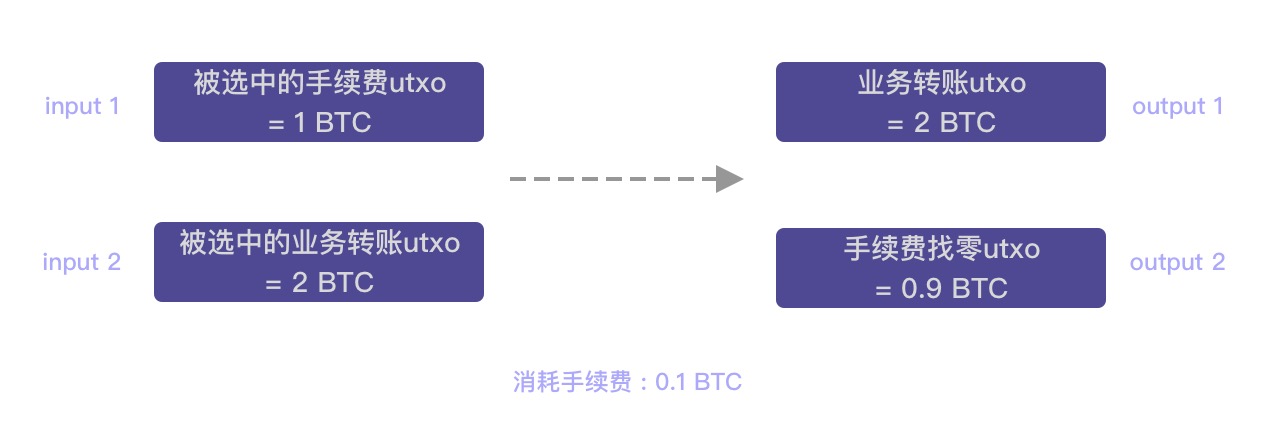 input 1
被选中的手续费utxo
= 1 BTC
业务转账utxo
= 2 BTC
output 1
input 2
被选中的业务转账utxo
= 2 BTC
手续费找零utxo
= 0.9 BTC
output 2
消耗手续费：0.1 BTC